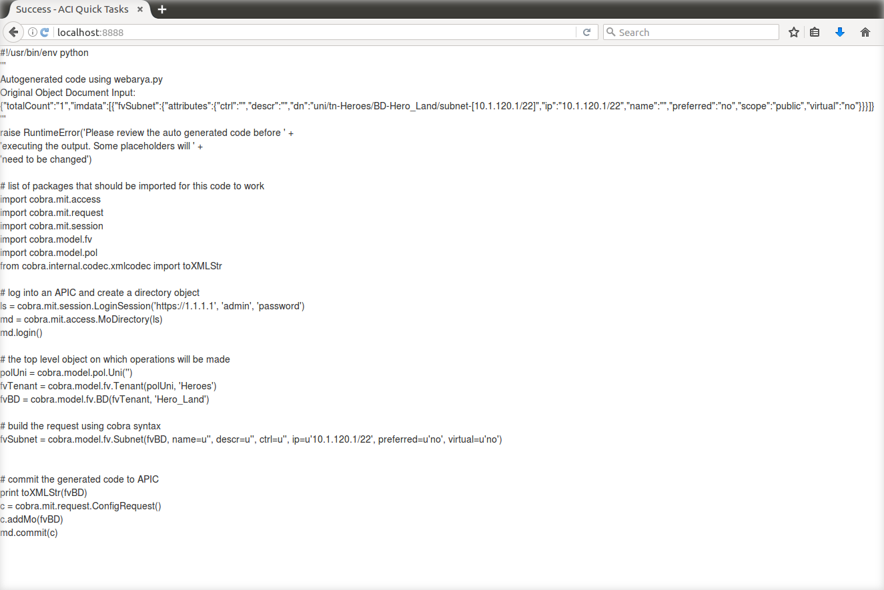 Success - ACI Quick Tasks
localhost:8888
Search
#!/usr/bin/env python
'''
Autogenerated code using webarya.py
Original Object Document Input:
{"totalCount":"1","imdata":[{"fvSubnet":{"attributes":{"ctrl":"","descr":"","dn":"uni/tn-Heroes/BD-Hero_Land/subnet-[10.1.120.1/22]","ip":"10.1.120.1/22","name":"","preferred":"no","scope":"public","virtual":"no"}}}]}
'''
raise RuntimeError('Please review the auto generated code before ' +
'executing the output. Some placeholders will ' +
'need to be changed')
# list of packages that should be imported for this code to work
import cobra.mit.access
import cobra.mit.request
import cobra.mit.session
import cobra.model.fv
import cobra.model.pol
from cobra.internal.codec.xmlcodec import toXMLStr
# log into an APIC and create a directory object
ls = cobra.mit.session.LoginSession('https://1.1.1.1', 'admin', 'password')
md = cobra.mit.access.MoDirectory(ls)
md.login()
# the top level object on which operations will be made
polUni = cobra.model.pol.Uni('')
fvTenant = cobra.model.fv.Tenant(polUni, 'Heroes')
fvBD = cobra.model.fv.BD(fvTenant, 'Hero_Land')
# build the request using cobra syntax
fvSubnet = cobra.model.fv.Subnet(fvBD, name=u'', descr=u'', ctrl=u'', ip=u'10.1.120.1/22', preferred=u'no', virtual=u'no')
# commit the generated code to APIC
print toXMLStr(fvBD)
c = cobra.mit.request.ConfigRequest()
c.addMo(fvBD)
md.commit(c)